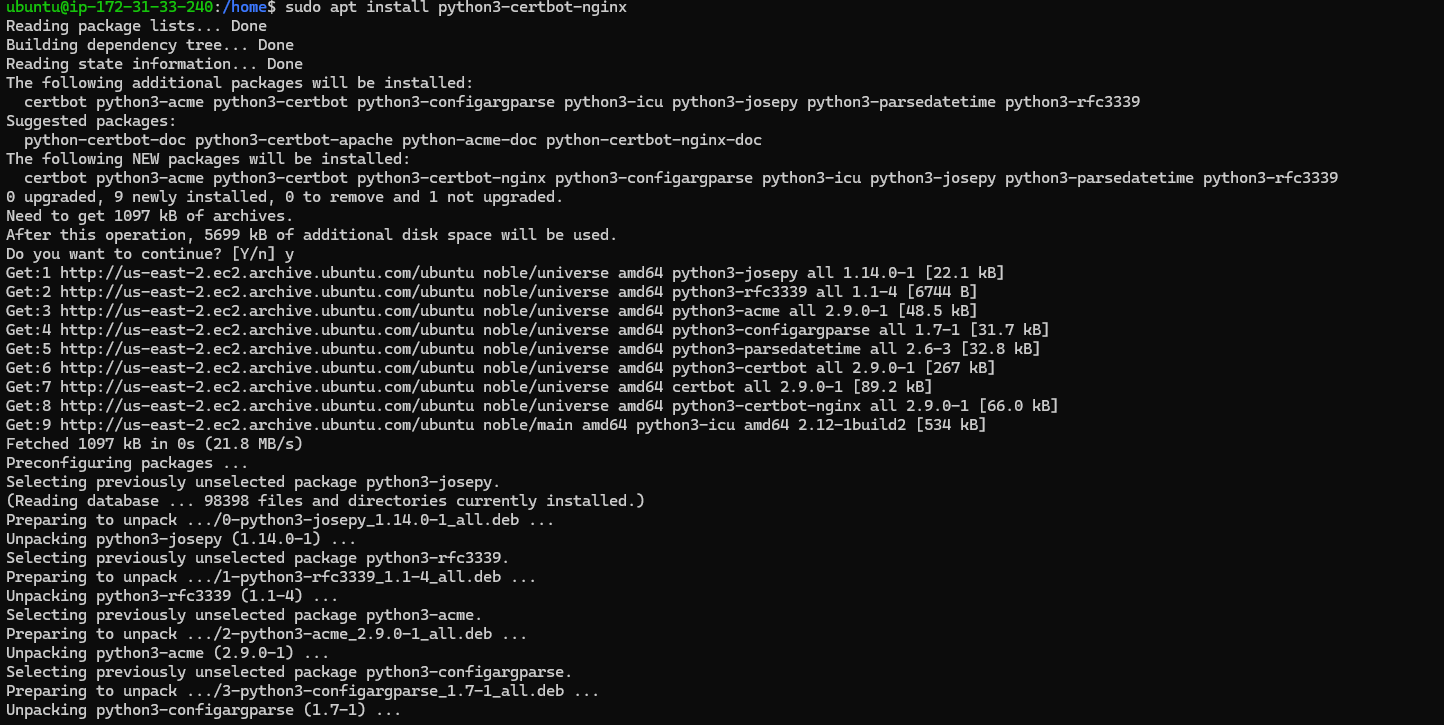 ubuntu@ip-172-31-33-240:/home$ sudo apt install python3-certbot-nginx
Reading package lists... Done
Building dependency tree... Done
Reading state information... Done
The following additional packages will be installed:
  certbot python3-acme python3-certbot python3-configargparse python3-icu python3-josepy python3-parsedatetime python3-rfc3339
Suggested packages:
  python-certbot-doc python3-certbot-apache python-acme-doc python-certbot-nginx-doc
The following NEW packages will be installed:
  certbot python3-acme python3-certbot python3-certbot-nginx python3-configargparse python3-icu python3-josepy python3-parsedatetime python3-rfc3339
0 upgraded, 9 newly installed, 0 to remove and 1 not upgraded.
Need to get 1097 kB of archives.
After this operation, 5699 kB of additional disk space will be used.
Do you want to continue? [Y/n] y
Get:1 http://us-east-2.ec2.archive.ubuntu.com/ubuntu noble/universe amd64 python3-josepy all 1.14.0-1 [22.1 kB]
Get:2 http://us-east-2.ec2.archive.ubuntu.com/ubuntu noble/universe amd64 python3-rfc3339 all 1.1-4 [6744 B]
Get:3 http://us-east-2.ec2.archive.ubuntu.com/ubuntu noble/universe amd64 python3-acme all 2.9.0-1 [48.5 kB]
Get:4 http://us-east-2.ec2.archive.ubuntu.com/ubuntu noble/universe amd64 python3-configargparse all 1.7-1 [31.7 kB]
Get:5 http://us-east-2.ec2.archive.ubuntu.com/ubuntu noble/universe amd64 python3-parsedatetime all 2.6-3 [32.8 kB]
Get:6 http://us-east-2.ec2.archive.ubuntu.com/ubuntu noble/universe amd64 python3-certbot all 2.9.0-1 [267 kB]
Get:7 http://us-east-2.ec2.archive.ubuntu.com/ubuntu noble/universe amd64 certbot all 2.9.0-1 [89.2 kB]
Get:8 http://us-east-2.ec2.archive.ubuntu.com/ubuntu noble/universe amd64 python3-certbot-nginx all 2.9.0-1 [66.0 kB]
Get:9 http://us-east-2.ec2.archive.ubuntu.com/ubuntu noble/main amd64 python3-icu amd64 2.12-1build2 [534 kB]
Fetched 1097 kB in 0s (21.8 MB/s)
Preconfiguring packages ...
Selecting previously unselected package python3-josepy.
(Reading database ... 98398 files and directories currently installed.)
Preparing to unpack .../0-python3-josepy_1.14.0-1_all.deb ...
Unpacking python3-josepy (1.14.0-1) ...
Selecting previously unselected package python3-rfc3339.
Preparing to unpack .../1-python3-rfc3339_1.1-4_all.deb ...
Unpacking python3-rfc3339 (1.1-4) ...
Selecting previously unselected package python3-acme.
Preparing to unpack .../2-python3-acme_2.9.0-1_all.deb ...
Unpacking python3-acme (2.9.0-1) ...
Selecting previously unselected package python3-configargparse.
Preparing to unpack .../3-python3-configargparse_1.7-1_all.deb ...
Unpacking python3-configargparse (1.7-1) ...